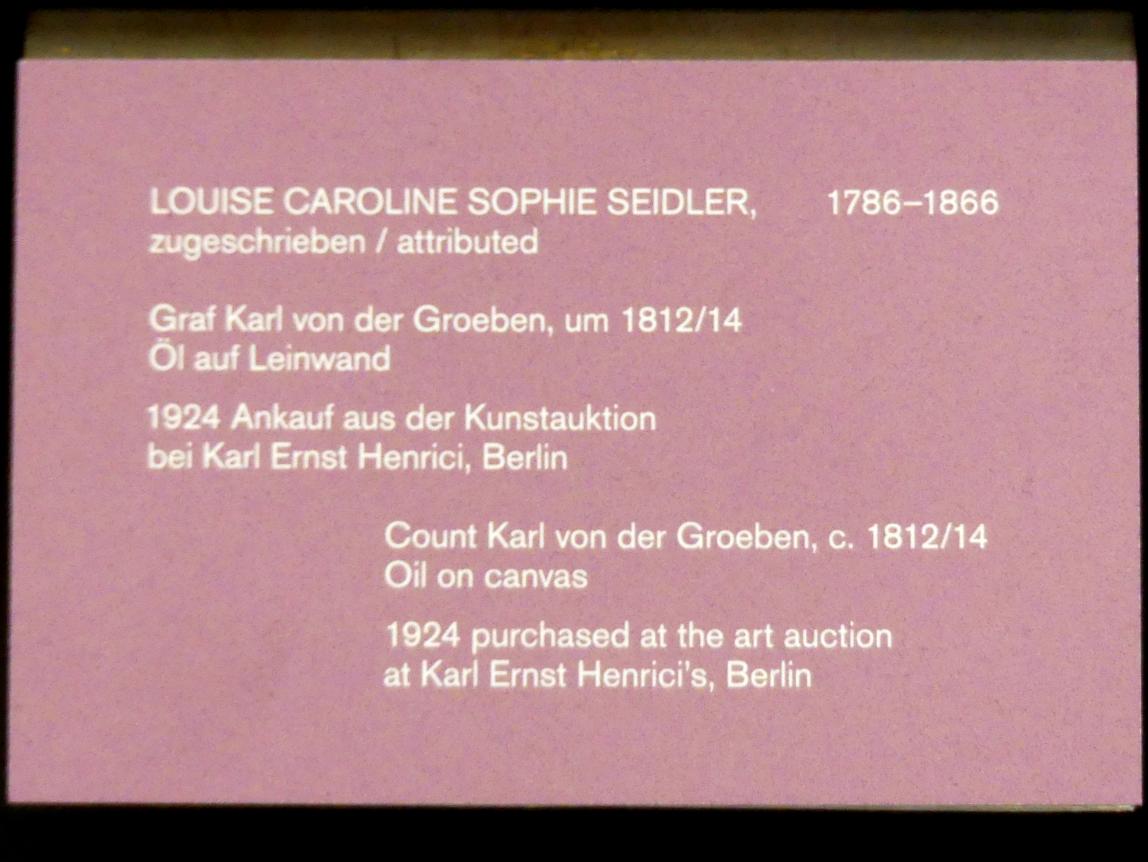 LOUISE CAROLINE SOPHIE SEIDLER, 1786–1866
zugeschrieben / attributed
Graf Karl von der Groeben, um 1812/14
Öl auf Leinwand
1924 Ankauf aus der Kunstauktion
bei Karl Ernst Henrici, Berlin
Count Karl von der Groeben, c. 1812/14
Oil on canvas
1924 purchased at the art auction
at Karl Ernst Henrici's, Berlin